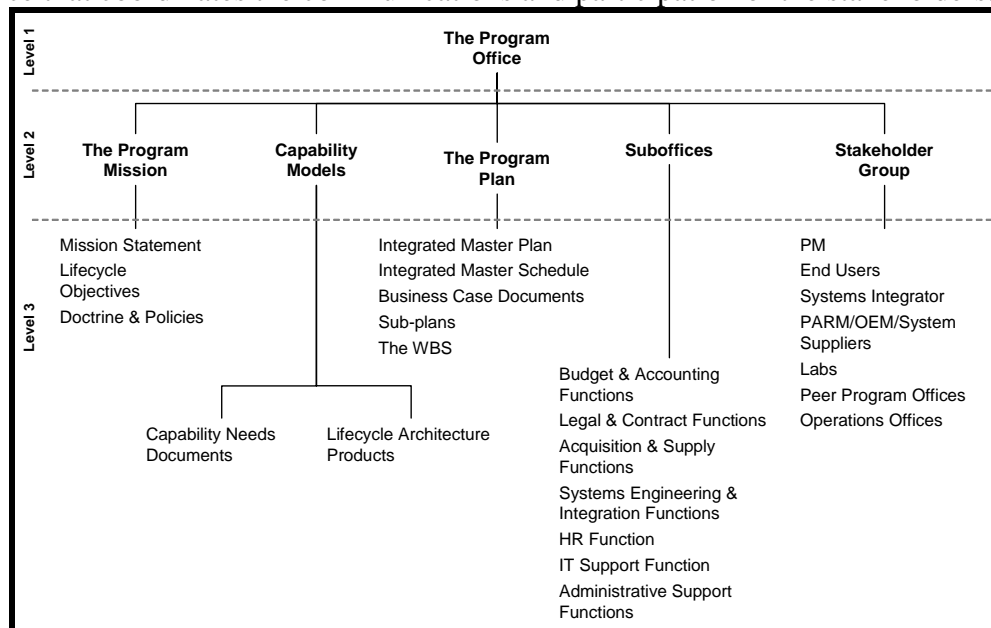 Level 1
The Program
Office
Level 2
The Program
Mission
Capability
Models
The Program
Plan
Suboffices
Stakeholder
Group
Level 3
Mission Statement
Lifecycle
Objectives
Doctrine & Policies
Capability Needs
Documents
Lifecycle Architecture
Products
Integrated Master Plan
Integrated Master Schedule
Business Case Documents
Sub-plans
The WBS
Budget & Accounting
Functions
Legal & Contract Functions
Acquisition & Supply
Functions
Systems Engineering &
Integration Functions
HR Function
IT Support Function
Administrative Support
Functions
PM
End Users
Systems Integrator
PARM/OEM/System
Suppliers
Labs
Peer Program Offices
Operations Offices